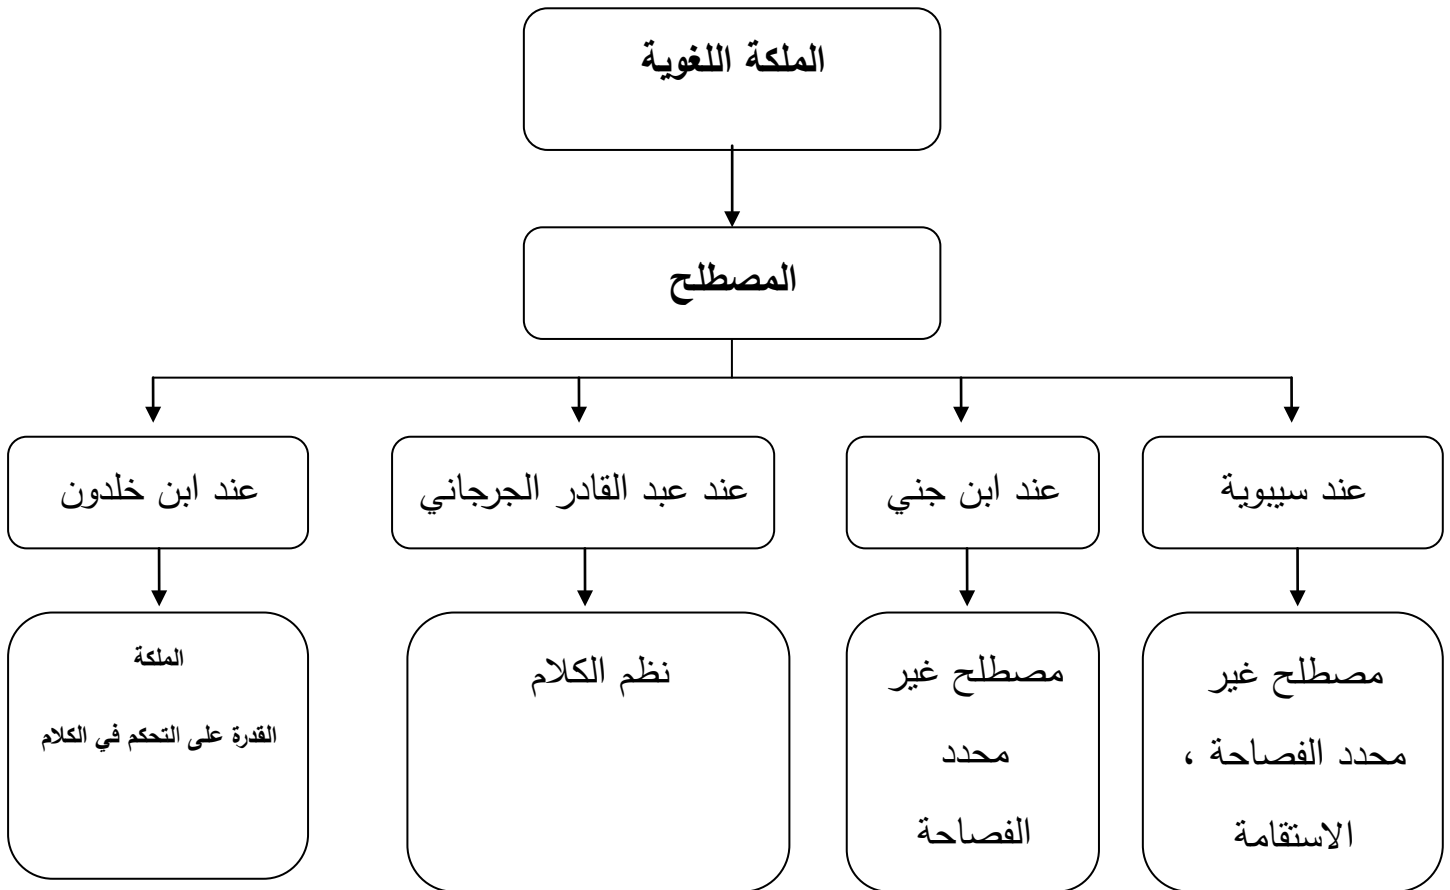 الملكة اللغوية
المصطلح
عند سيبوية
عند ابن جني
عند عبد القادر الجرجاني
عند ابن خلدون
مصطلح غير
محدد الفصاحة ،
الاستقامة
مصطلح غير
محدد
الفصاحة
نظم الكلام
الملكة
القدرة على التحكم في الكلام